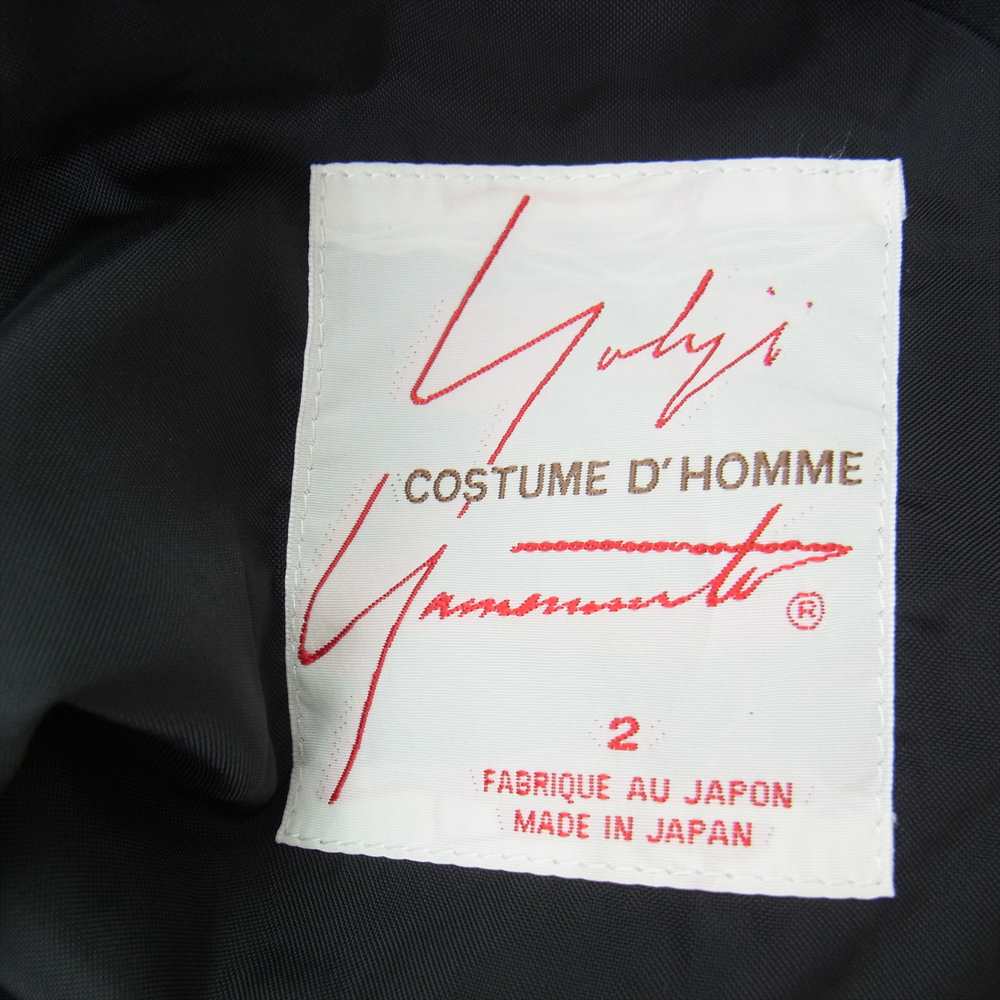 Yohji
COSTUME D'HOMME
Yamamoto ®
2
FABRIQUE AU JAPON
MADE IN JAPAN